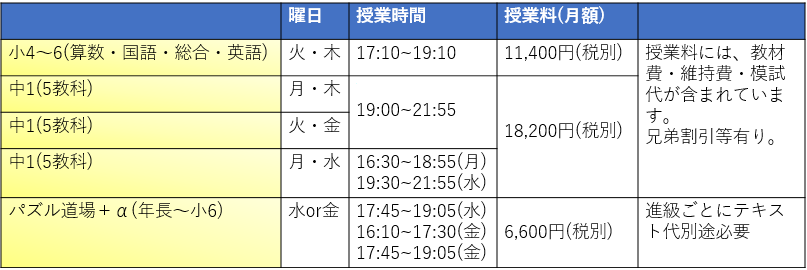 曜日 授業時間 授業料(月額)
小4～6(算数・国語・総合・英語) 火・木 17:10~19:10 11,400円(税別)
授業料には、教材
費・維持費・模試
代が含まれていま
す。
兄弟割引等有り。
中1(5教科) 月・木
19:00~21:55
中1(5教科) 火・金
18,200円(税別)
中1(5教科) 月・水
16:30~18:55(月)
19:30~21:55(水)
パズル道場＋α(年長～小6) 水or金
17:45~19:05(水)
16:10~17:30(金)
17:45~19:05(金)
6,600円(税別)
進級ごとにテキス
ト代別途必要